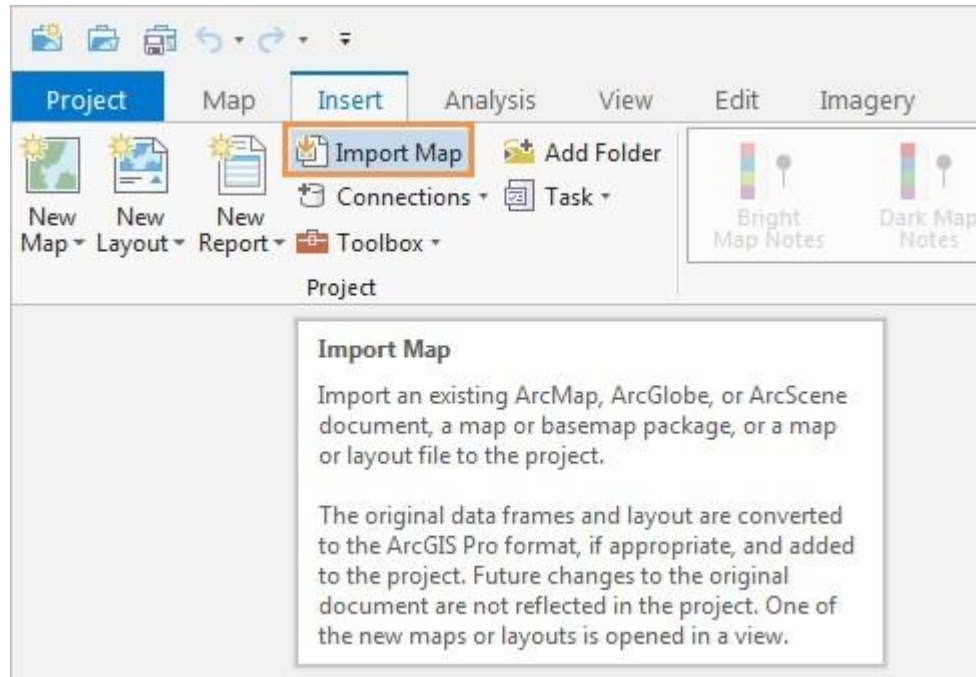 Project Map Insert Analysis View Edit Imagery
Import Map Add Folder
Connections Task
New Map New Layout New Report
Toolbox
Bright Map Notes
Dark Map Notes
Project
Import Map
Import an existing ArcMap, ArcGlobe, or ArcScene
document, a map or basemap package, or a map
or layout file to the project.
The original data frames and layout are converted
to the ArcGIS Pro format, if appropriate, and added
to the project. Future changes to the original
document are not reflected in the project. One of
the new maps or layouts is opened in a view.